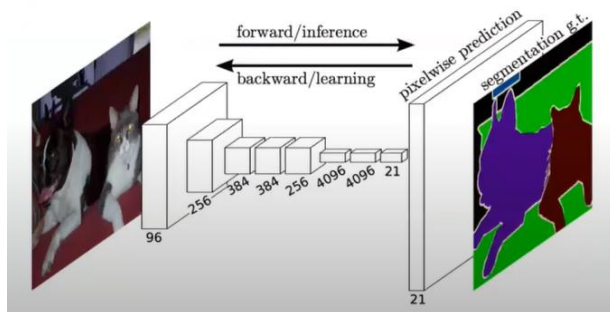 forward/inference
backward/learning
pixelwise prediction
segmentation g.t.
96
256
384
384
256
4096
4096
21
21